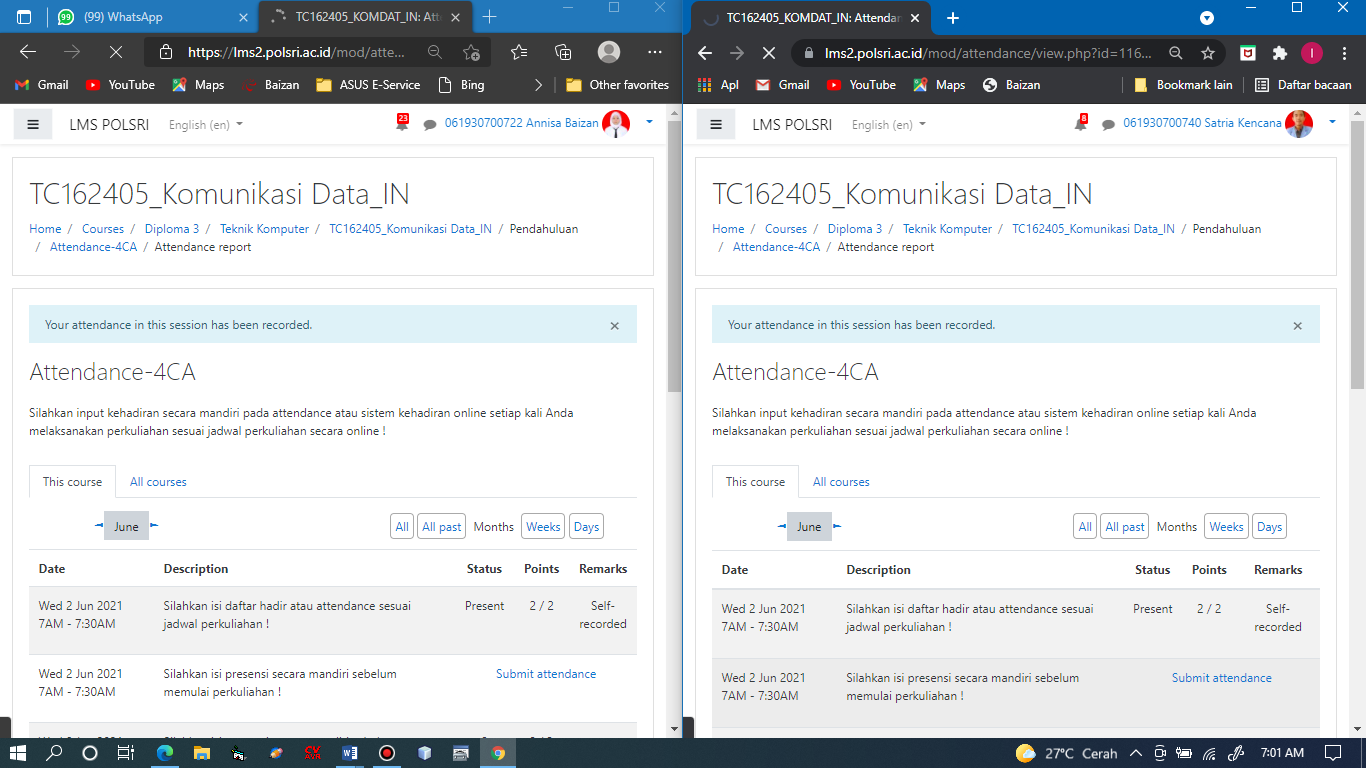 (99) WhatsApp
TC162405_KOMDAT_IN: Att
https://lms2.polsri.ac.id/mod/atte...
Gmail YouTube Maps Baizan ASUS E-Service Bing Other favorites
LMS POLSRI English (en) 23 061930700722 Annisa Baizan
TC162405_Komunikasi Data_IN
Home / Courses / Diploma 3 / Teknik Komputer / TC162405_Komunikasi Data_IN / Pendahuluan
/ Attendance-4CA / Attendance report
Your attendance in this session has been recorded. ×
Attendance-4CA
Silahkan input kehadiran secara mandiri pada attendance atau sistem kehadiran online setiap kali Anda
melaksanakan perkuliahan sesuai jadwal perkuliahan secara online !
This course All courses
June All All past Months Weeks Days
Date Description Status Points Remarks
Wed 2 Jun 2021 Silahkan isi daftar hadir atau attendance sesuai Present 2 / 2 Self-
7AM - 7:30AM jadwal perkuliahan ! recorded
Wed 2 Jun 2021 Silahkan isi presensi secara mandiri sebelum Submit attendance
7AM - 7:30AM memulai perkuliahan !
TC162405_KOMDAT_IN: Attendan
lms2.polsri.ac.id/mod/attendance/view.php?id=116...
Apl Gmail YouTube Maps Baizan Bookmark lain Daftar bacaan
LMS POLSRI English (en) 8 061930700740 Satria Kencana
TC162405_Komunikasi Data_IN
Home / Courses / Diploma 3 / Teknik Komputer / TC162405_Komunikasi Data_IN / Pendahuluan
/ Attendance-4CA / Attendance report
Your attendance in this session has been recorded. ×
Attendance-4CA
Silahkan input kehadiran secara mandiri pada attendance atau sistem kehadiran online setiap kali Anda
melaksanakan perkuliahan sesuai jadwal perkuliahan secara online !
This course All courses
June All All past Months Weeks Days
Date Description Status Points Remarks
Wed 2 Jun 2021 Silahkan isi daftar hadir atau attendance sesuai Present 2 / 2 Self-
7AM - 7:30AM jadwal perkuliahan ! recorded
Wed 2 Jun 2021 Silahkan isi presensi secara mandiri sebelum Submit attendance
7AM - 7:30AM memulai perkuliahan !
27°C Cerah 7:01 AM